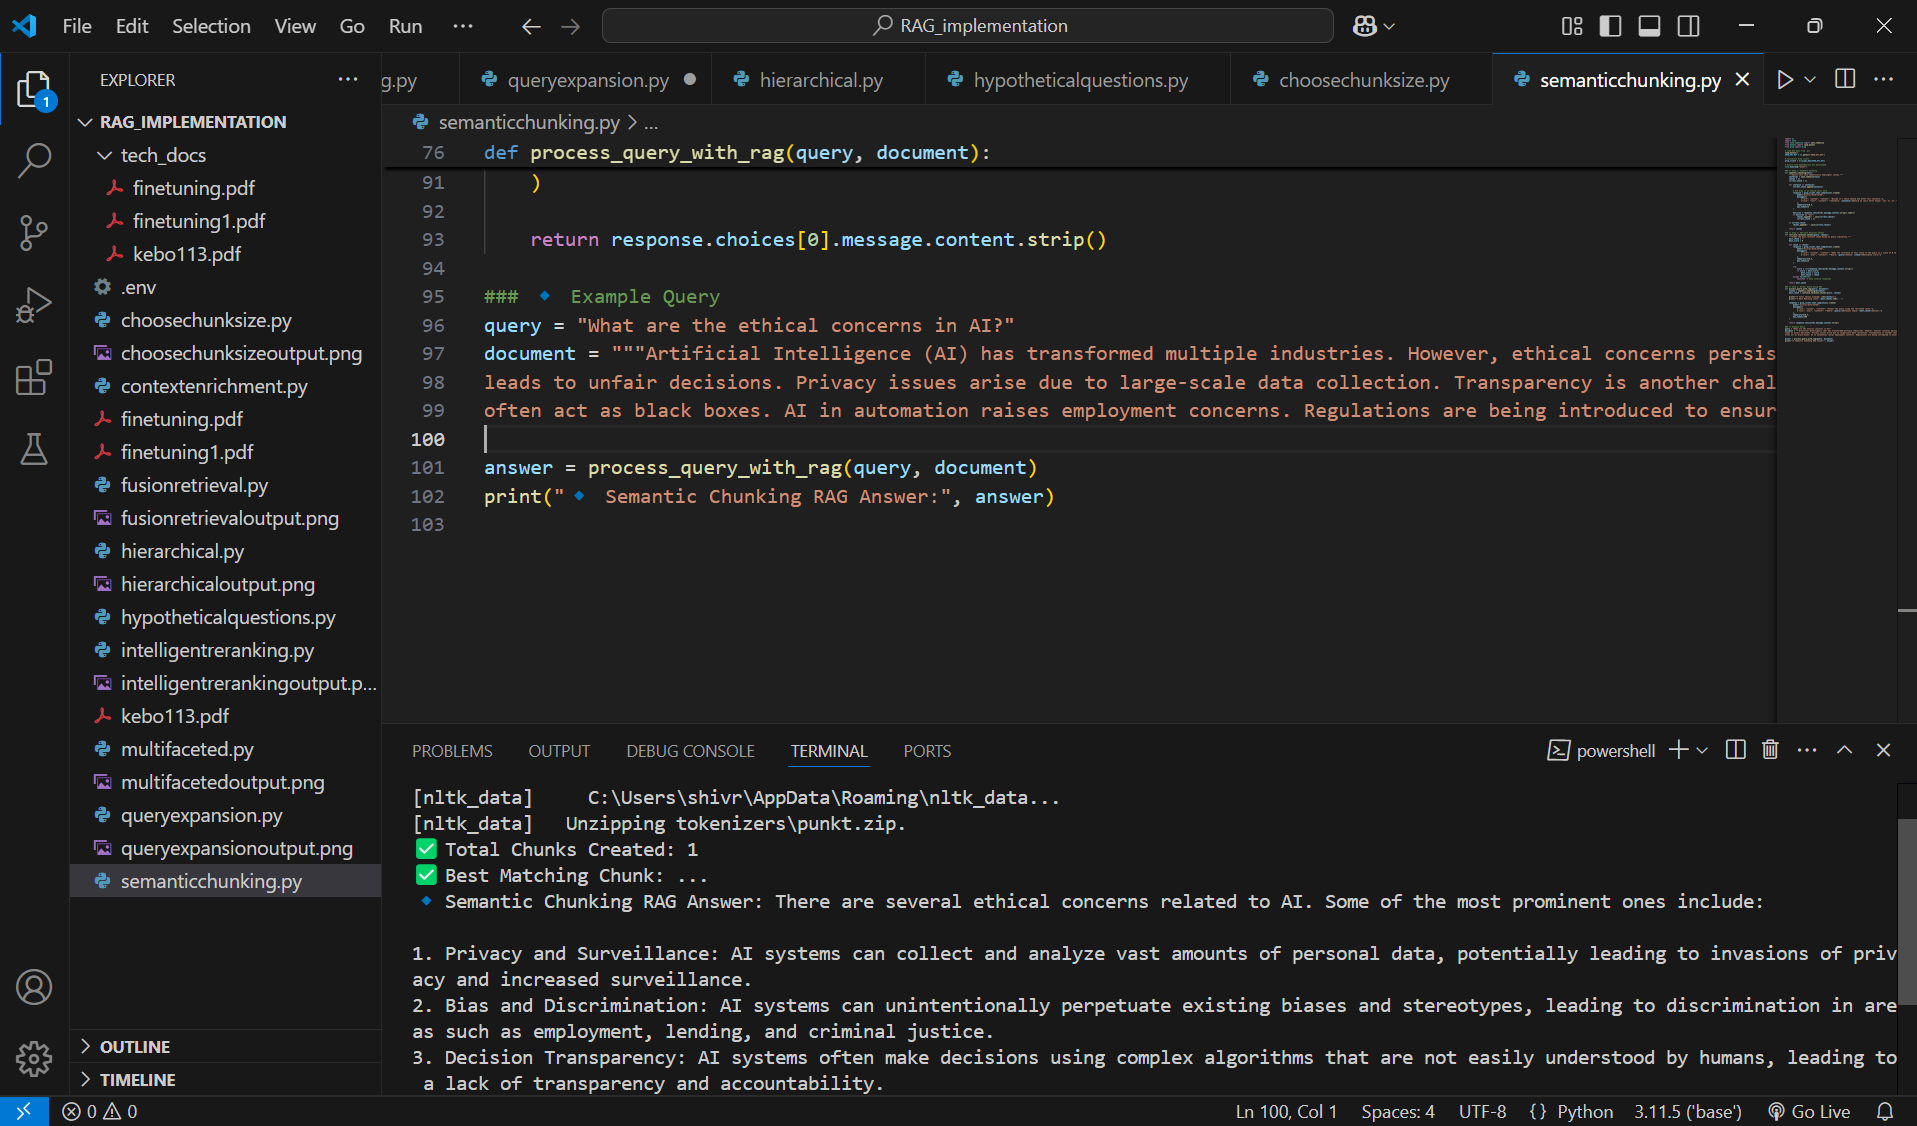 File Edit Selection View Go Run ···
RAG_implementation
EXPLORER ···
1
RAG_IMPLEMENTATION
tech_docs
finetuning.pdf
finetuning1.pdf
kebo113.pdf
.env
choosechunksize.py
choosechunksizeoutput.png
contextenrichment.py
finetuning.pdf
finetuning1.pdf
fusionretrieval.py
fusionretrievaloutput.png
hierarchical.py
hierarchicaloutput.png
hypotheticalquestions.py
intelligentreranking.py
intelligentrerankingoutput.p...
kebo113.pdf
multifaceted.py
multifacetedoutput.png
queryexpansion.py
queryexpansionoutput.png
semanticchunking.py
OUTLINE
TIMELINE
g.py queryexpansion.py hierarchical.py hypotheticalquestions.py choosechunksize.py semanticchunking.py
semanticchunking.py > ...
76 def process_query_with_rag(query, document):
91 )
92
93 return response.choices[0].message.content.strip()
94
95 ### 🔹 Example Query
96 query = "What are the ethical concerns in AI?"
97 document = """Artificial Intelligence (AI) has transformed multiple industries. However, ethical concerns persis
98 leads to unfair decisions. Privacy issues arise due to large-scale data collection. Transparency is another chal
99 often act as black boxes. AI in automation raises employment concerns. Regulations are being introduced to ensur
100
101 answer = process_query_with_rag(query, document)
102 print("🔹 Semantic Chunking RAG Answer:", answer)
103
PROBLEMS OUTPUT DEBUG CONSOLE TERMINAL PORTS
powershell
[nltk_data] C:\Users\shivr\AppData\Roaming\nltk_data...
[nltk_data] Unzipping tokenizers\punkt.zip.
✅ Total Chunks Created: 1
✅ Best Matching Chunk: ...
🔹 Semantic Chunking RAG Answer: There are several ethical concerns related to AI. Some of the most prominent ones include:
1. Privacy and Surveillance: AI systems can collect and analyze vast amounts of personal data, potentially leading to invasions of priv
acy and increased surveillance.
2. Bias and Discrimination: AI systems can unintentionally perpetuate existing biases and stereotypes, leading to discrimination in are
as such as employment, lending, and criminal justice.
3. Decision Transparency: AI systems often make decisions using complex algorithms that are not easily understood by humans, leading to
a lack of transparency and accountability.
0 0 Ln 100, Col 1 Spaces: 4 UTF-8 {} Python 3.11.5 ('base') Go Live